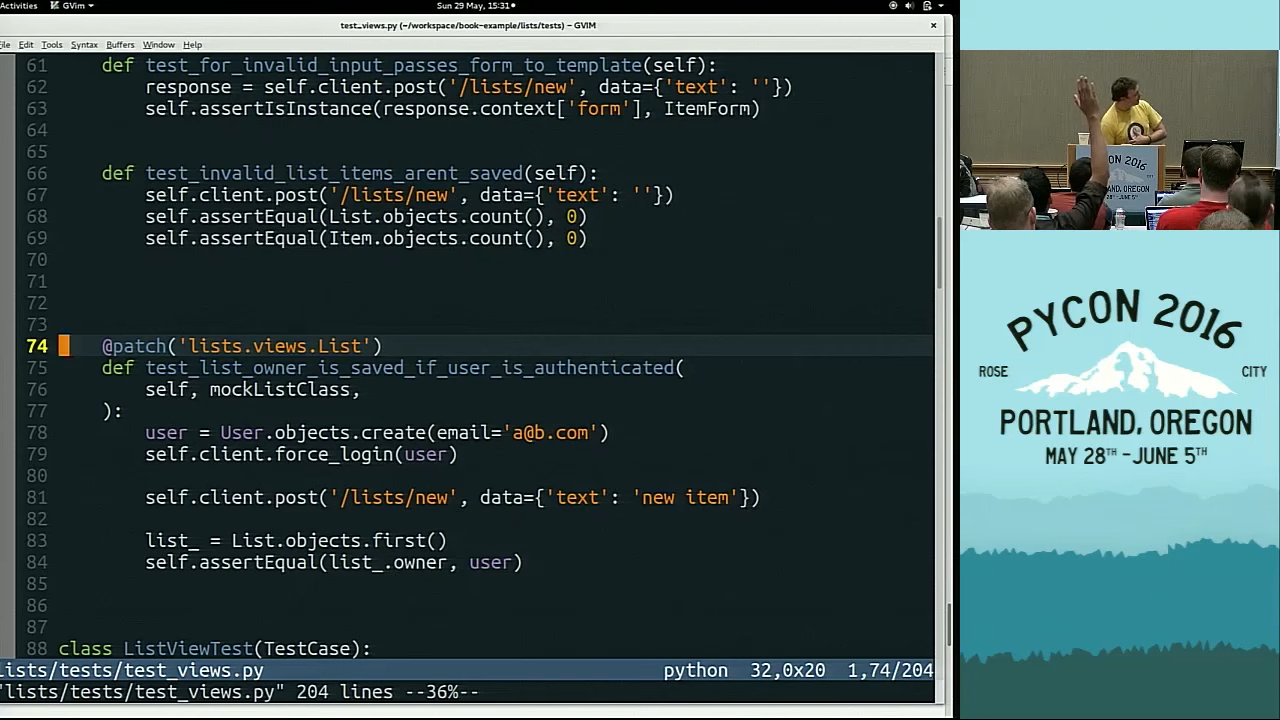 Activities GVim Sun 29 May, 15:31
test_views.py (~/workspace/book-example/lists/tests) – GVIM
File Edit Tools Syntax Buffers Window Help
61 def test_for_invalid_input_passes_form_to_template(self):
62 response = self.client.post('/lists/new', data={'text': ''})
63 self.assertIsInstance(response.context['form'], ItemForm)
64
65
66 def test_invalid_list_items_arent_saved(self):
67 self.client.post('/lists/new', data={'text': ''})
68 self.assertEqual(List.objects.count(), 0)
69 self.assertEqual(Item.objects.count(), 0)
70
71
72
73
74 @patch('lists.views.List')
75 def test_list_owner_is_saved_if_user_is_authenticated(
76 self, mockListClass,
77 ):
78 user = User.objects.create(email='a@b.com')
79 self.client.force_login(user)
80
81 self.client.post('/lists/new', data={'text': 'new item'})
82
83 list_ = List.objects.first()
84 self.assertEqual(list_.owner, user)
85
86
87
88 class ListViewTest(TestCase):
lists/tests/test_views.py python 32,0x20 1,74/204
"lists/tests/test_views.py" 204 lines --36%--
PYCON 2016
PORTLAND, OREGON
MAY 28TH -JUNE 5TH
PYCON 2016
ROSE CITY
PORTLAND, OREGON
MAY 28TH -JUNE 5TH